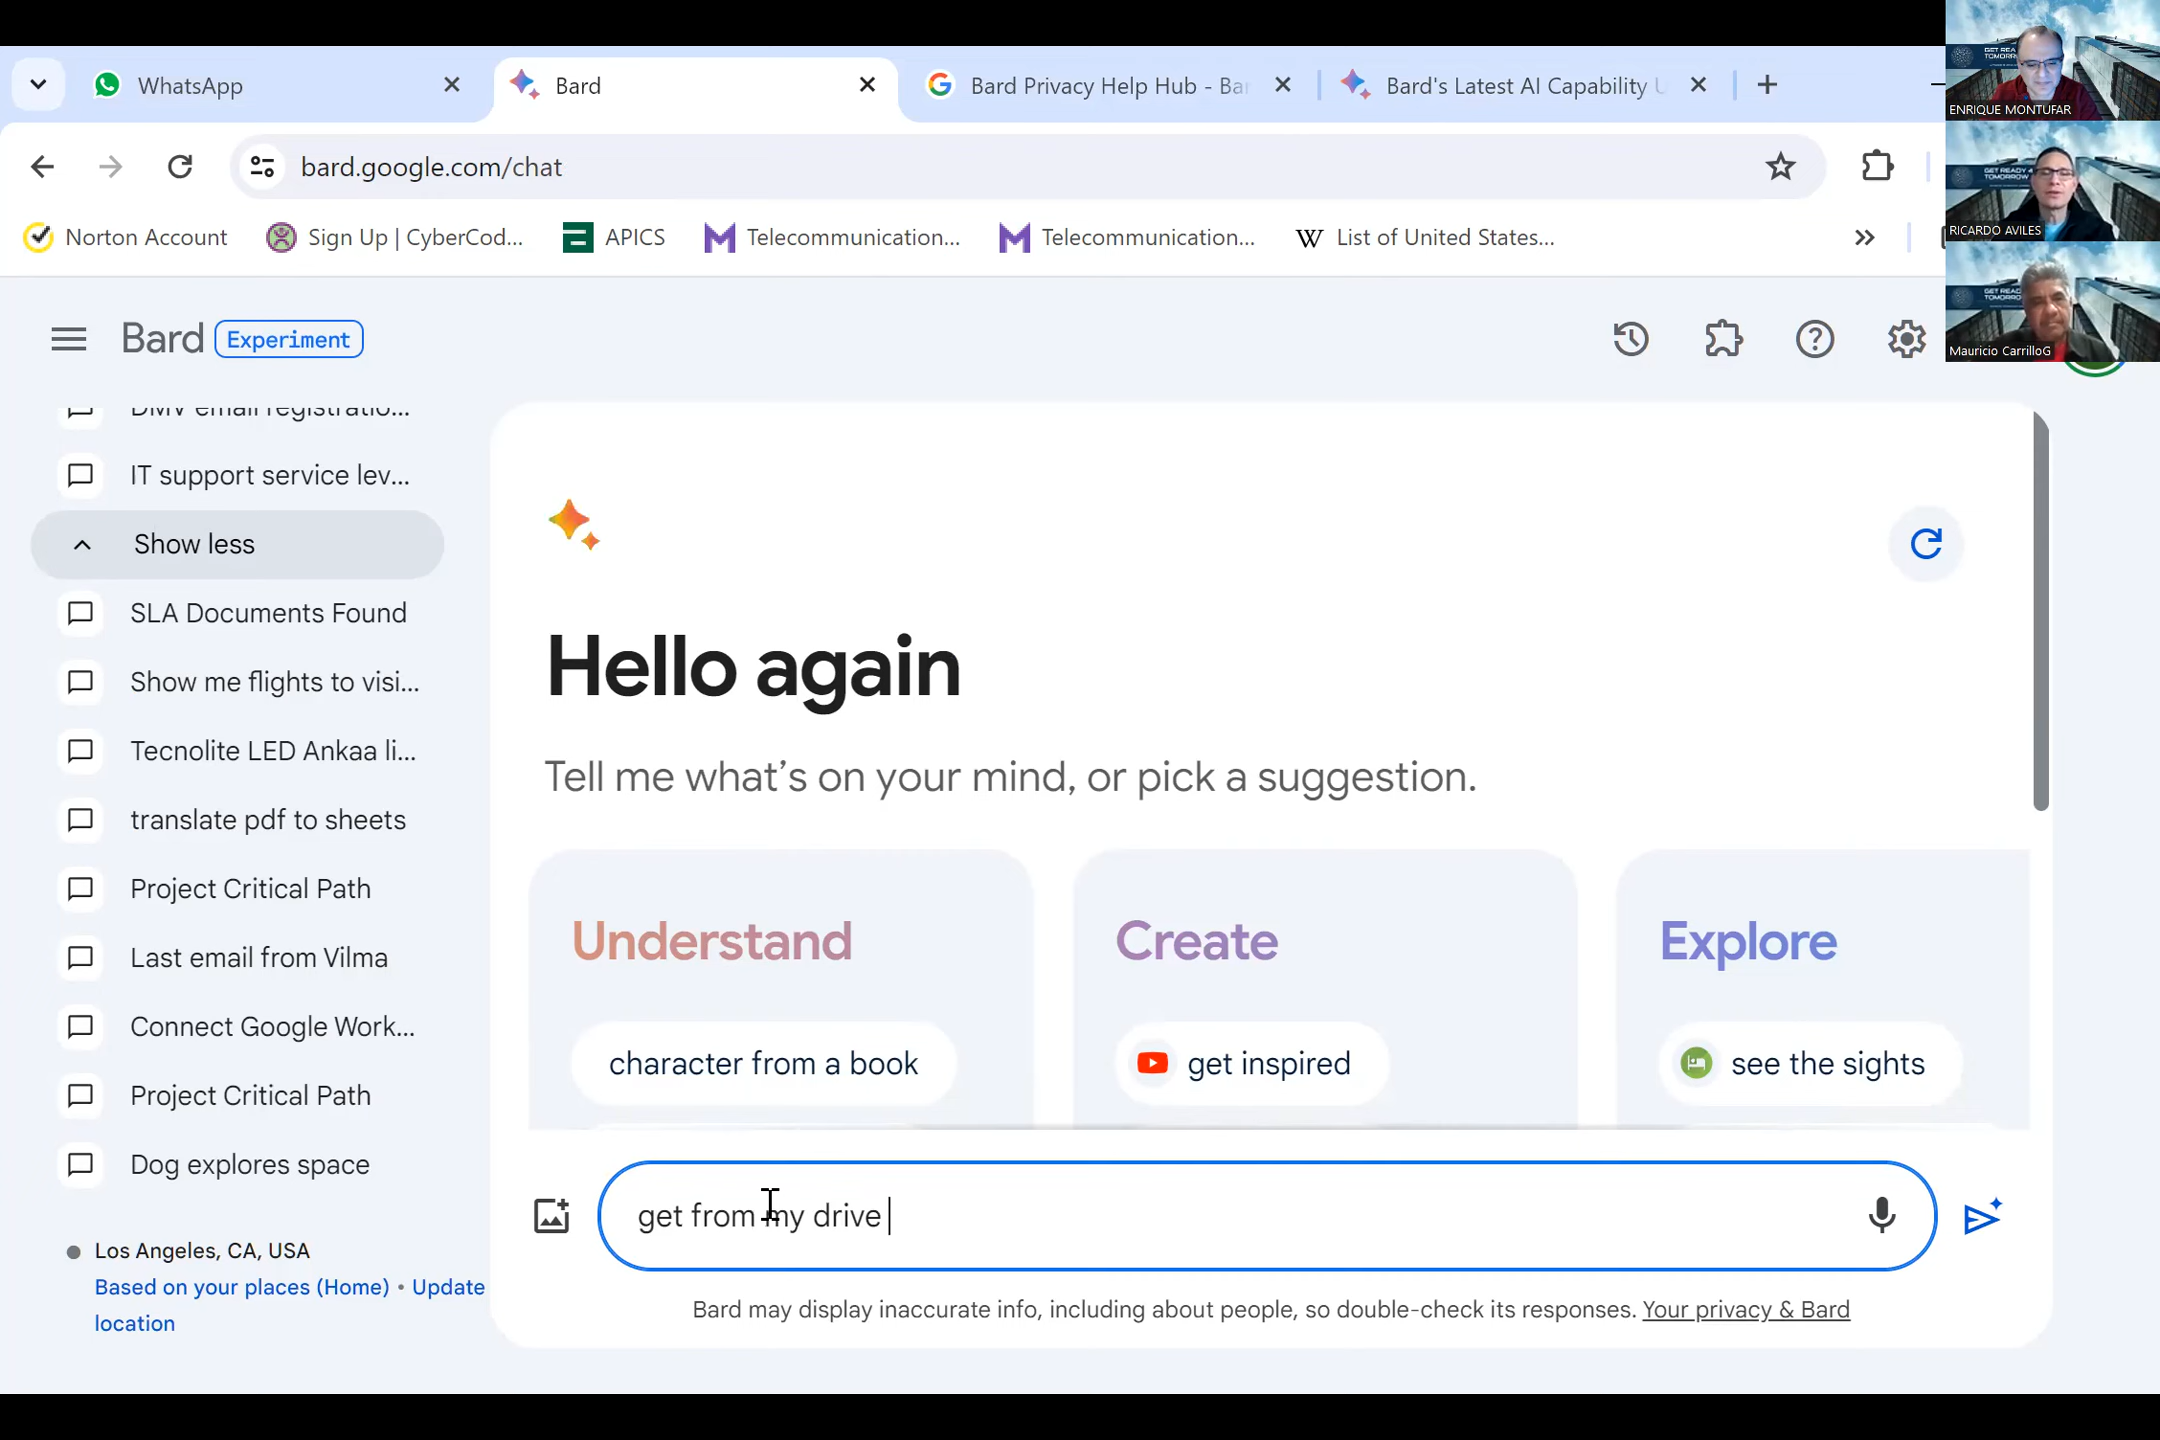 WhatsApp
Bard
Bard Privacy Help Hub - Ba
Bard's Latest AI Capability U
bard.google.com/chat
Norton Account
Sign Up | CyberCod...
APICS
Telecommunication...
Telecommunication...
List of United States...
ENRIQUE MONTUFAR
RICARDO AVILES
Mauricio CarrilloG
Bard Experiment
DMV email registratio...
IT support service lev...
Show less
SLA Documents Found
Show me flights to visi...
Tecnolite LED Ankaa li...
translate pdf to sheets
Project Critical Path
Last email from Vilma
Connect Google Work...
Project Critical Path
Dog explores space
Los Angeles, CA, USA
Based on your places (Home) • Update
location
Hello again
Tell me what's on your mind, or pick a suggestion.
Understand
character from a book
Create
get inspired
Explore
see the sights
get from my drive
Bard may display inaccurate info, including about people, so double-check its responses. Your privacy & Bard